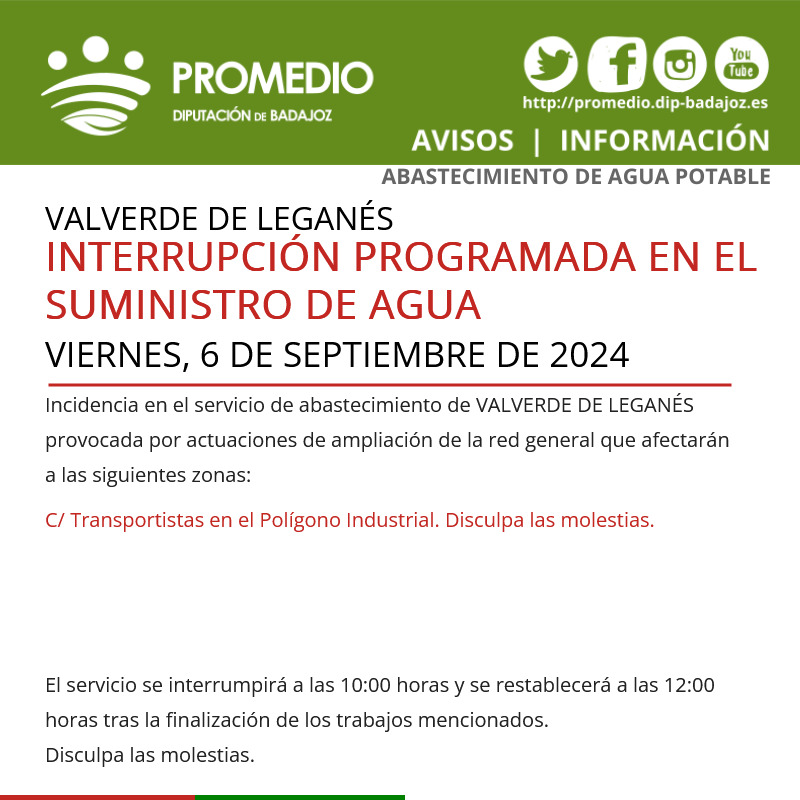 PROMEDIO
DIPUTACIÓN DE BADAJOZ
You
Tube
http://promedio.dip-badajoz.es
AVISOS | INFORMACIÓN
ABASTECIMIENTO DE AGUA POTABLE
VALVERDE DE LEGANÉS
INTERRUPCIÓN PROGRAMADA EN EL
SUMINISTRO DE AGUA
VIERNES, 6 DE SEPTIEMBRE DE 2024
Incidencia en el servicio de abastecimiento de VALVERDE DE LEGANÉS
provocada por actuaciones de ampliación de la red general que afectarán
a las siguientes zonas:
C/ Transportistas en el Polígono Industrial. Disculpa las molestias.
El servicio se interrumpirá a las 10:00 horas y se restablecerá a las 12:00
horas tras la finalización de los trabajos mencionados.
Disculpa las molestias.